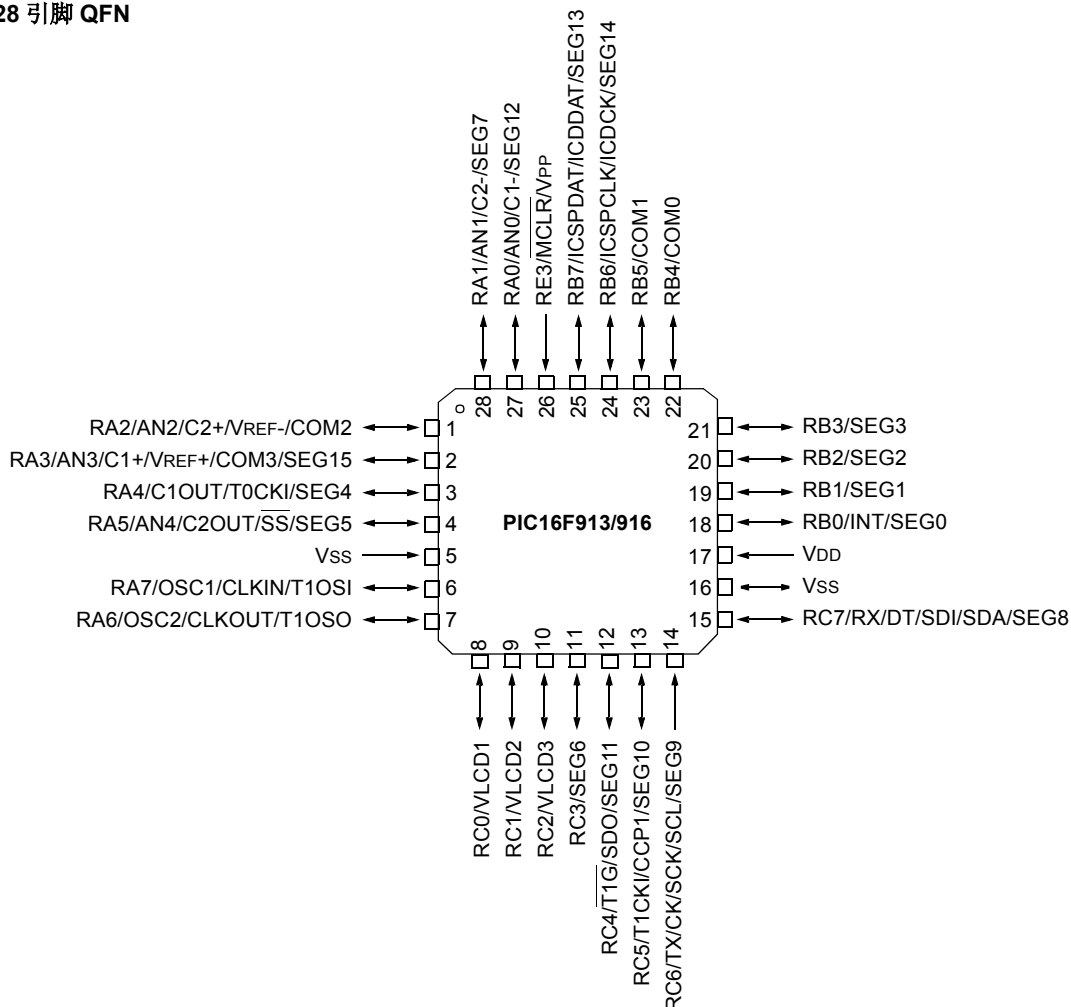 28 引脚 QFN
RA1/AN1/C2-/SEG7
RA0/AN0/C1-/SEG12
RE3/MCLR/VPP
RB7/ICSPDAT/ICDDAT/SEG13
RB6/ICSPCLK/ICDCK/SEG14
RB5/COM1
RB4/COM0
28 27 26 25 24 23 22
RA2/AN2/C2+/VREF-/COM2 1
RA3/AN3/C1+/VREF+/COM3/SEG15 2
RA4/C1OUT/T0CKI/SEG4 3
RA5/AN4/C2OUT/SS/SEG5 4
VSS 5
RA7/OSC1/CLKIN/T1OSI 6
RA6/OSC2/CLKOUT/T1OSO 7
PIC16F913/916
21 RB3/SEG3
20 RB2/SEG2
19 RB1/SEG1
18 RB0/INT/SEG0
17 VDD
16 VSS
15 RC7/RX/DT/SDI/SDA/SEG8
8 9 10 11 12 13 14
RC0/VLCD1
RC1/VLCD2
RC2/VLCD3
RC3/SEG6
RC4/T1G/SDO/SEG11
RC5/T1CKI/CCP1/SEG10
RC6/TX/CK/SCK/SCL/SEG9